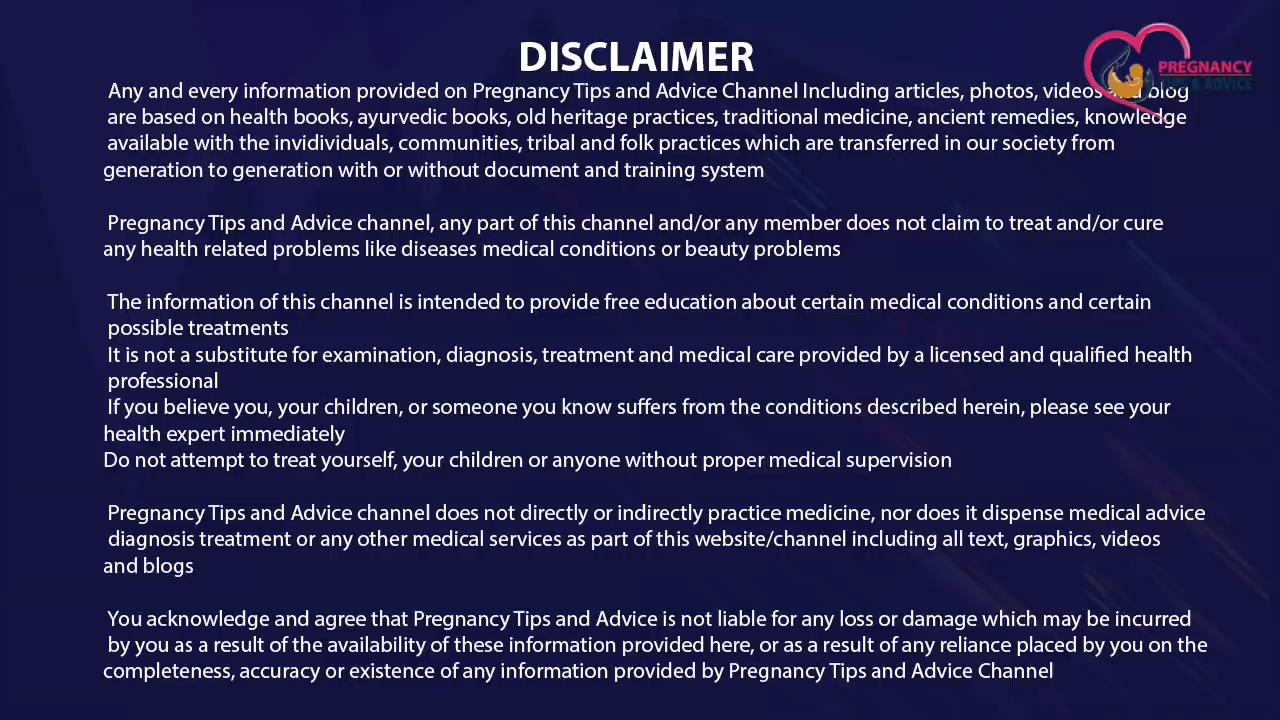 DISCLAIMER
PREGNANCY
& ADVICE
Any and every information provided on Pregnancy Tips and Advice Channel Including articles, photos, videos and blog
are based on health books, ayurvedic books, old heritage practices, traditional medicine, ancient remedies, knowledge
available with the invidividuals, communities, tribal and folk practices which are transferred in our society from
generation to generation with or without document and training system
Pregnancy Tips and Advice channel, any part of this channel and/or any member does not claim to treat and/or cure
any health related problems like diseases medical conditions or beauty problems
The information of this channel is intended to provide free education about certain medical conditions and certain
possible treatments
It is not a substitute for examination, diagnosis, treatment and medical care provided by a licensed and qualified health
professional
If you believe you, your children, or someone you know suffers from the conditions described herein, please see your
health expert immediately
Do not attempt to treat yourself, your children or anyone without proper medical supervision
Pregnancy Tips and Advice channel does not directly or indirectly practice medicine, nor does it dispense medical advice
diagnosis treatment or any other medical services as part of this website/channel including all text, graphics, videos
and blogs
You acknowledge and agree that Pregnancy Tips and Advice is not liable for any loss or damage which may be incurred
by you as a result of the availability of these information provided here, or as a result of any reliance placed by you on the
completeness, accuracy or existence of any information provided by Pregnancy Tips and Advice Channel